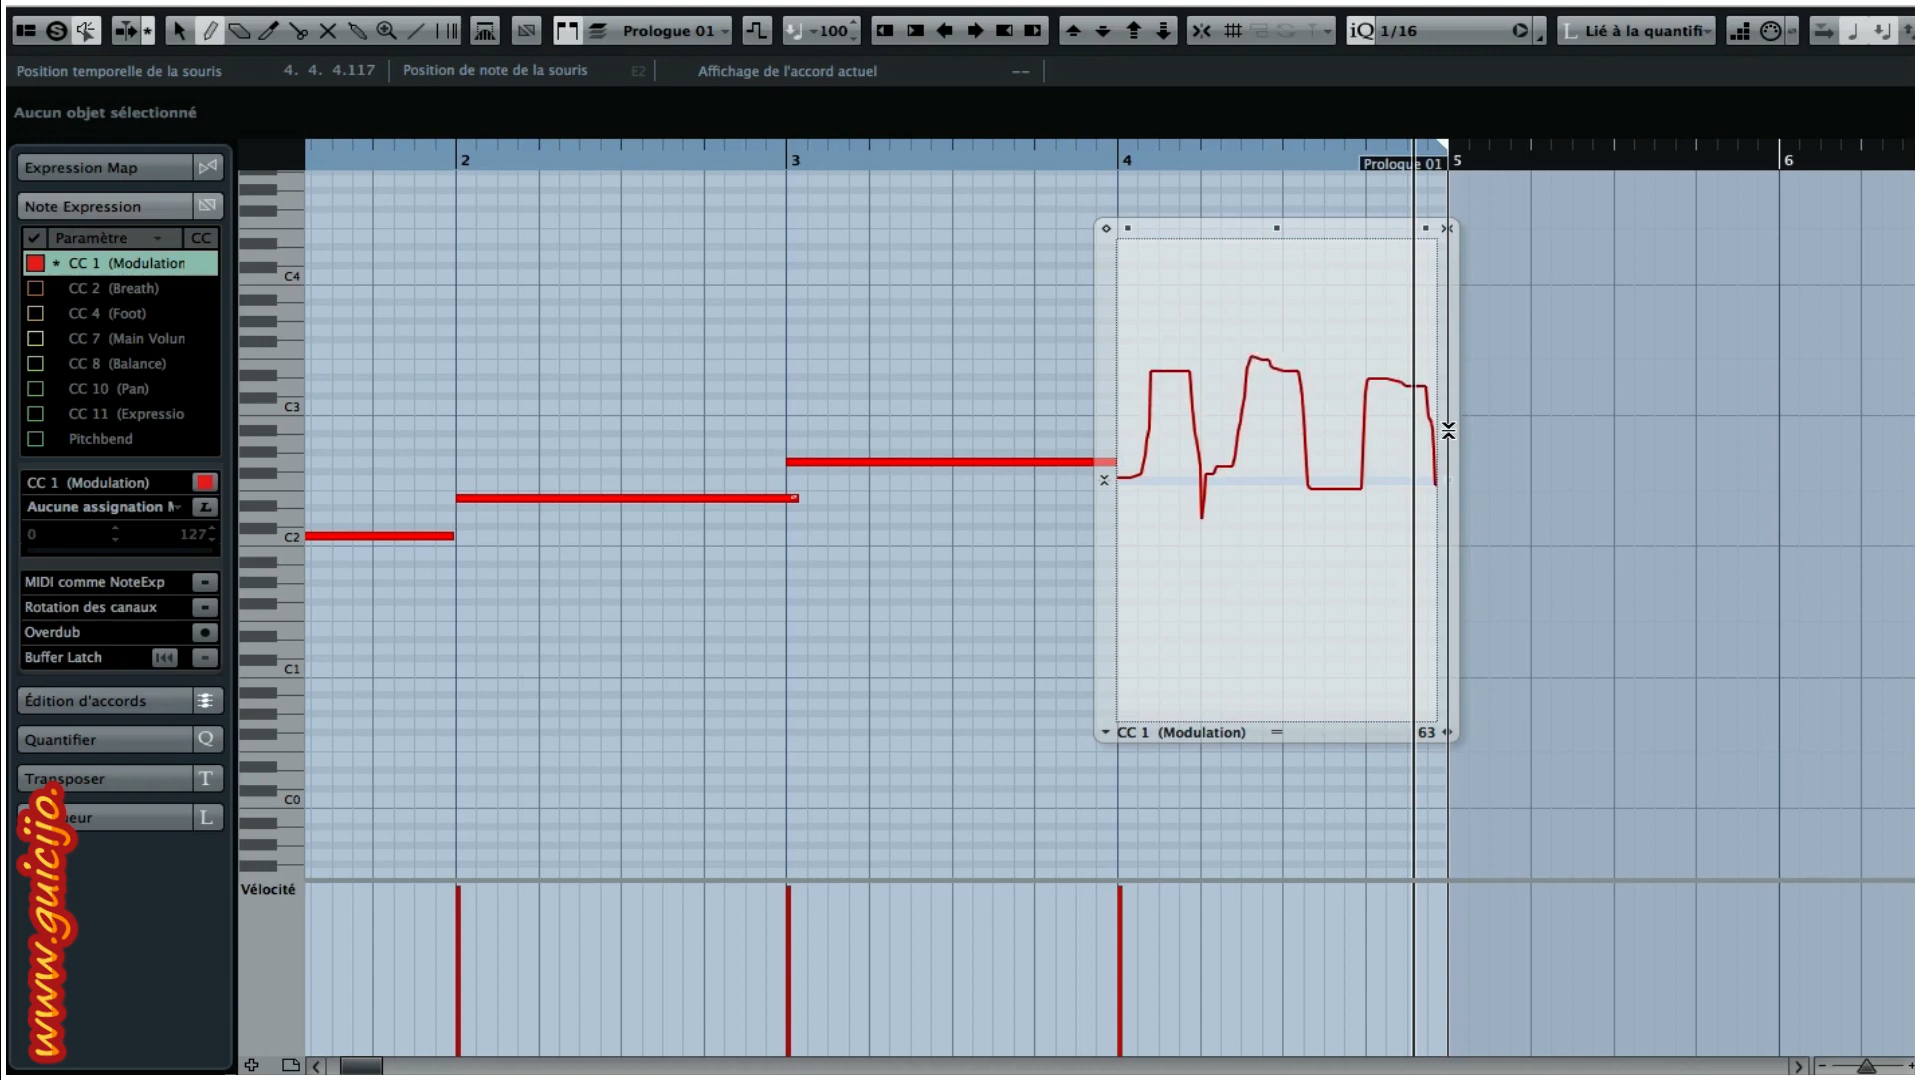 Prologue 01
100
iQ 1/16
L Lié à la quantifi
Position temporelle de la souris 4. 4. 4.117 Position de note de la souris E2 Affichage de l'accord actuel --
Aucun objet sélectionné
2 3 4 Prologue 01 5 6
Expression Map
Note Expression
Paramètre CC
* CC 1 (Modulation
CC 2 (Breath)
CC 4 (Foot)
CC 7 (Main Volun
CC 8 (Balance)
CC 10 (Pan)
CC 11 (Expressio
Pitchbend
CC 1 (Modulation)
Aucune assignation
L
0 127
MIDI comme NoteExp
Rotation des canaux
Overdub
Buffer Latch
Édition d'accords
Quantifier Q
Transposer T
L
C4
C3
C2
C1
C0
CC 1 (Modulation) 63
Vélocité
www.guicijo.